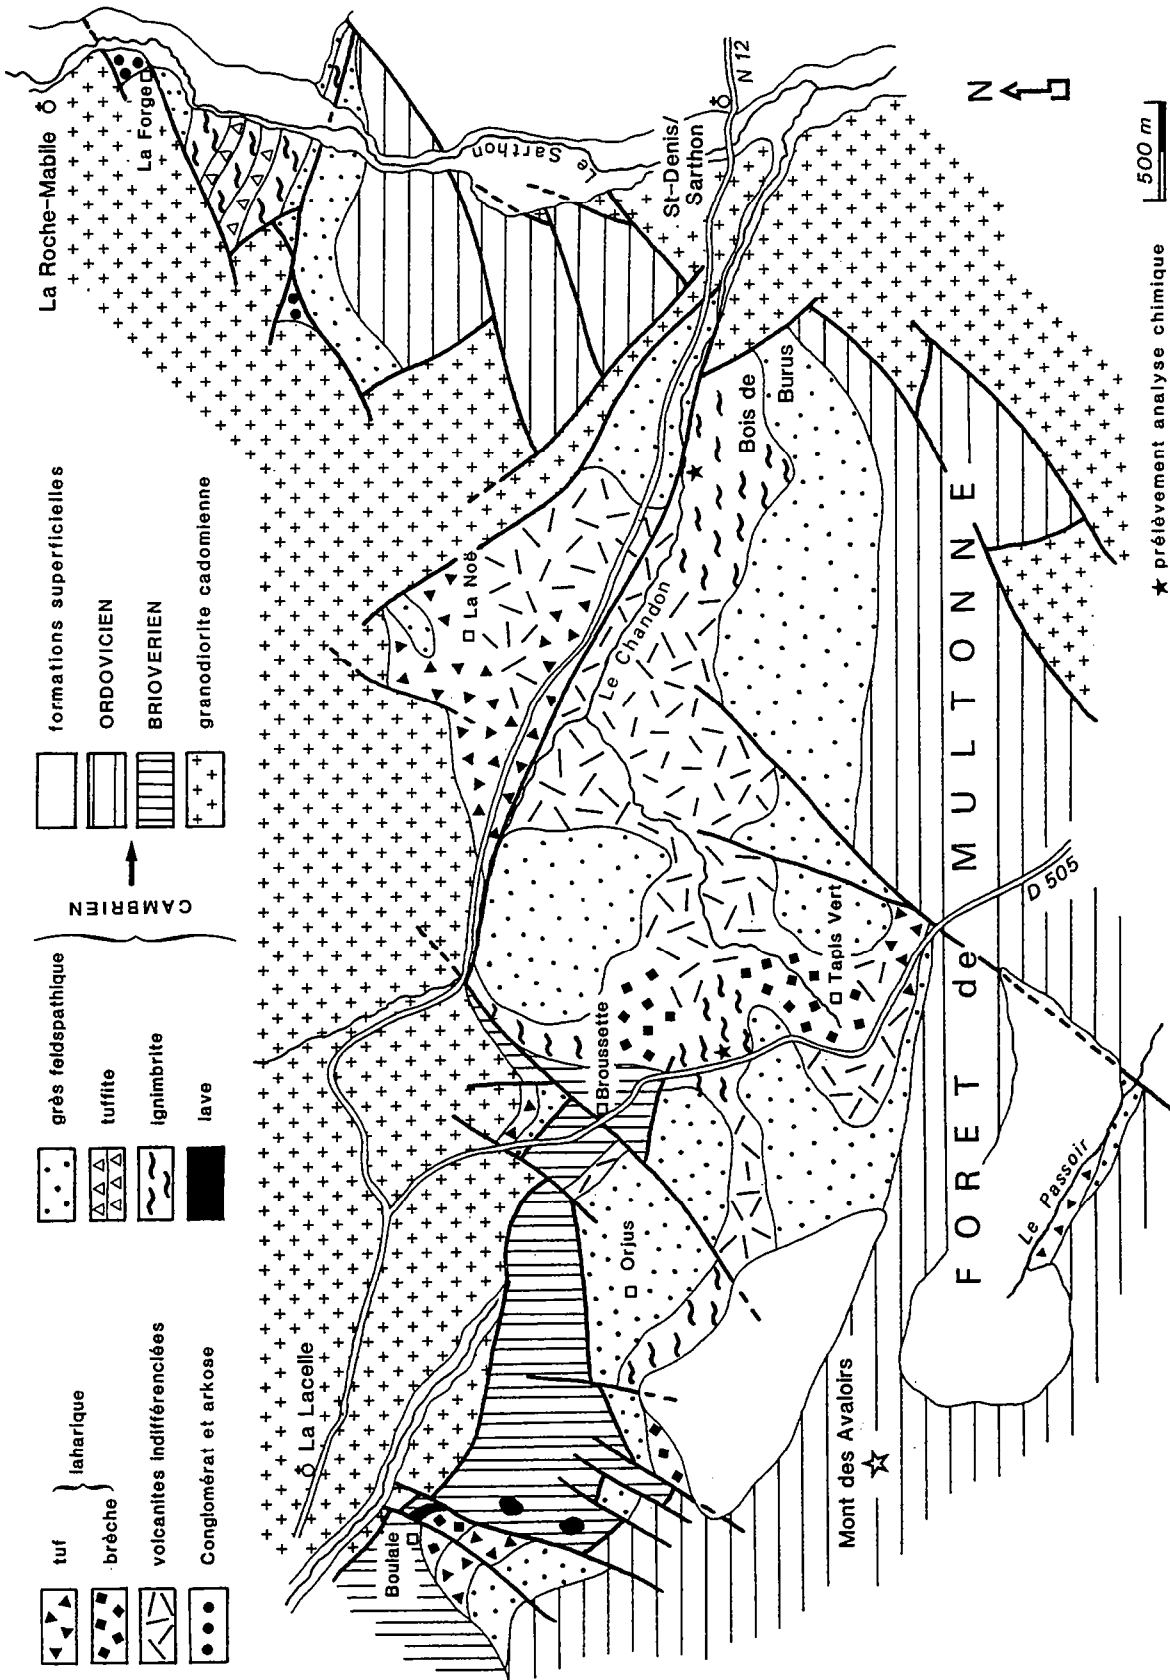 tuf
brèche
laharique
volcanites indifférenciées
Conglomérat et arkose
grès feldspathique
tuffite
ignimbrite
lave
CAMBRIEN
formations superficielles
ORDOVICIEN
BRIOVERIEN
granodiorite cadomienne
La Roche-Mabile
La Forge
La Lacelle
Boulaie
Orjus
Broussette
La Noë
Le Chandon
Le Sarthon
St-Denis/
Sarthon
N 12
Bois de
Burus
Tapis Vert
D 505
Mont des Avaloirs
FORET de MULTONNE
Le Passoir
N
500 m
prélèvement analyse chimique